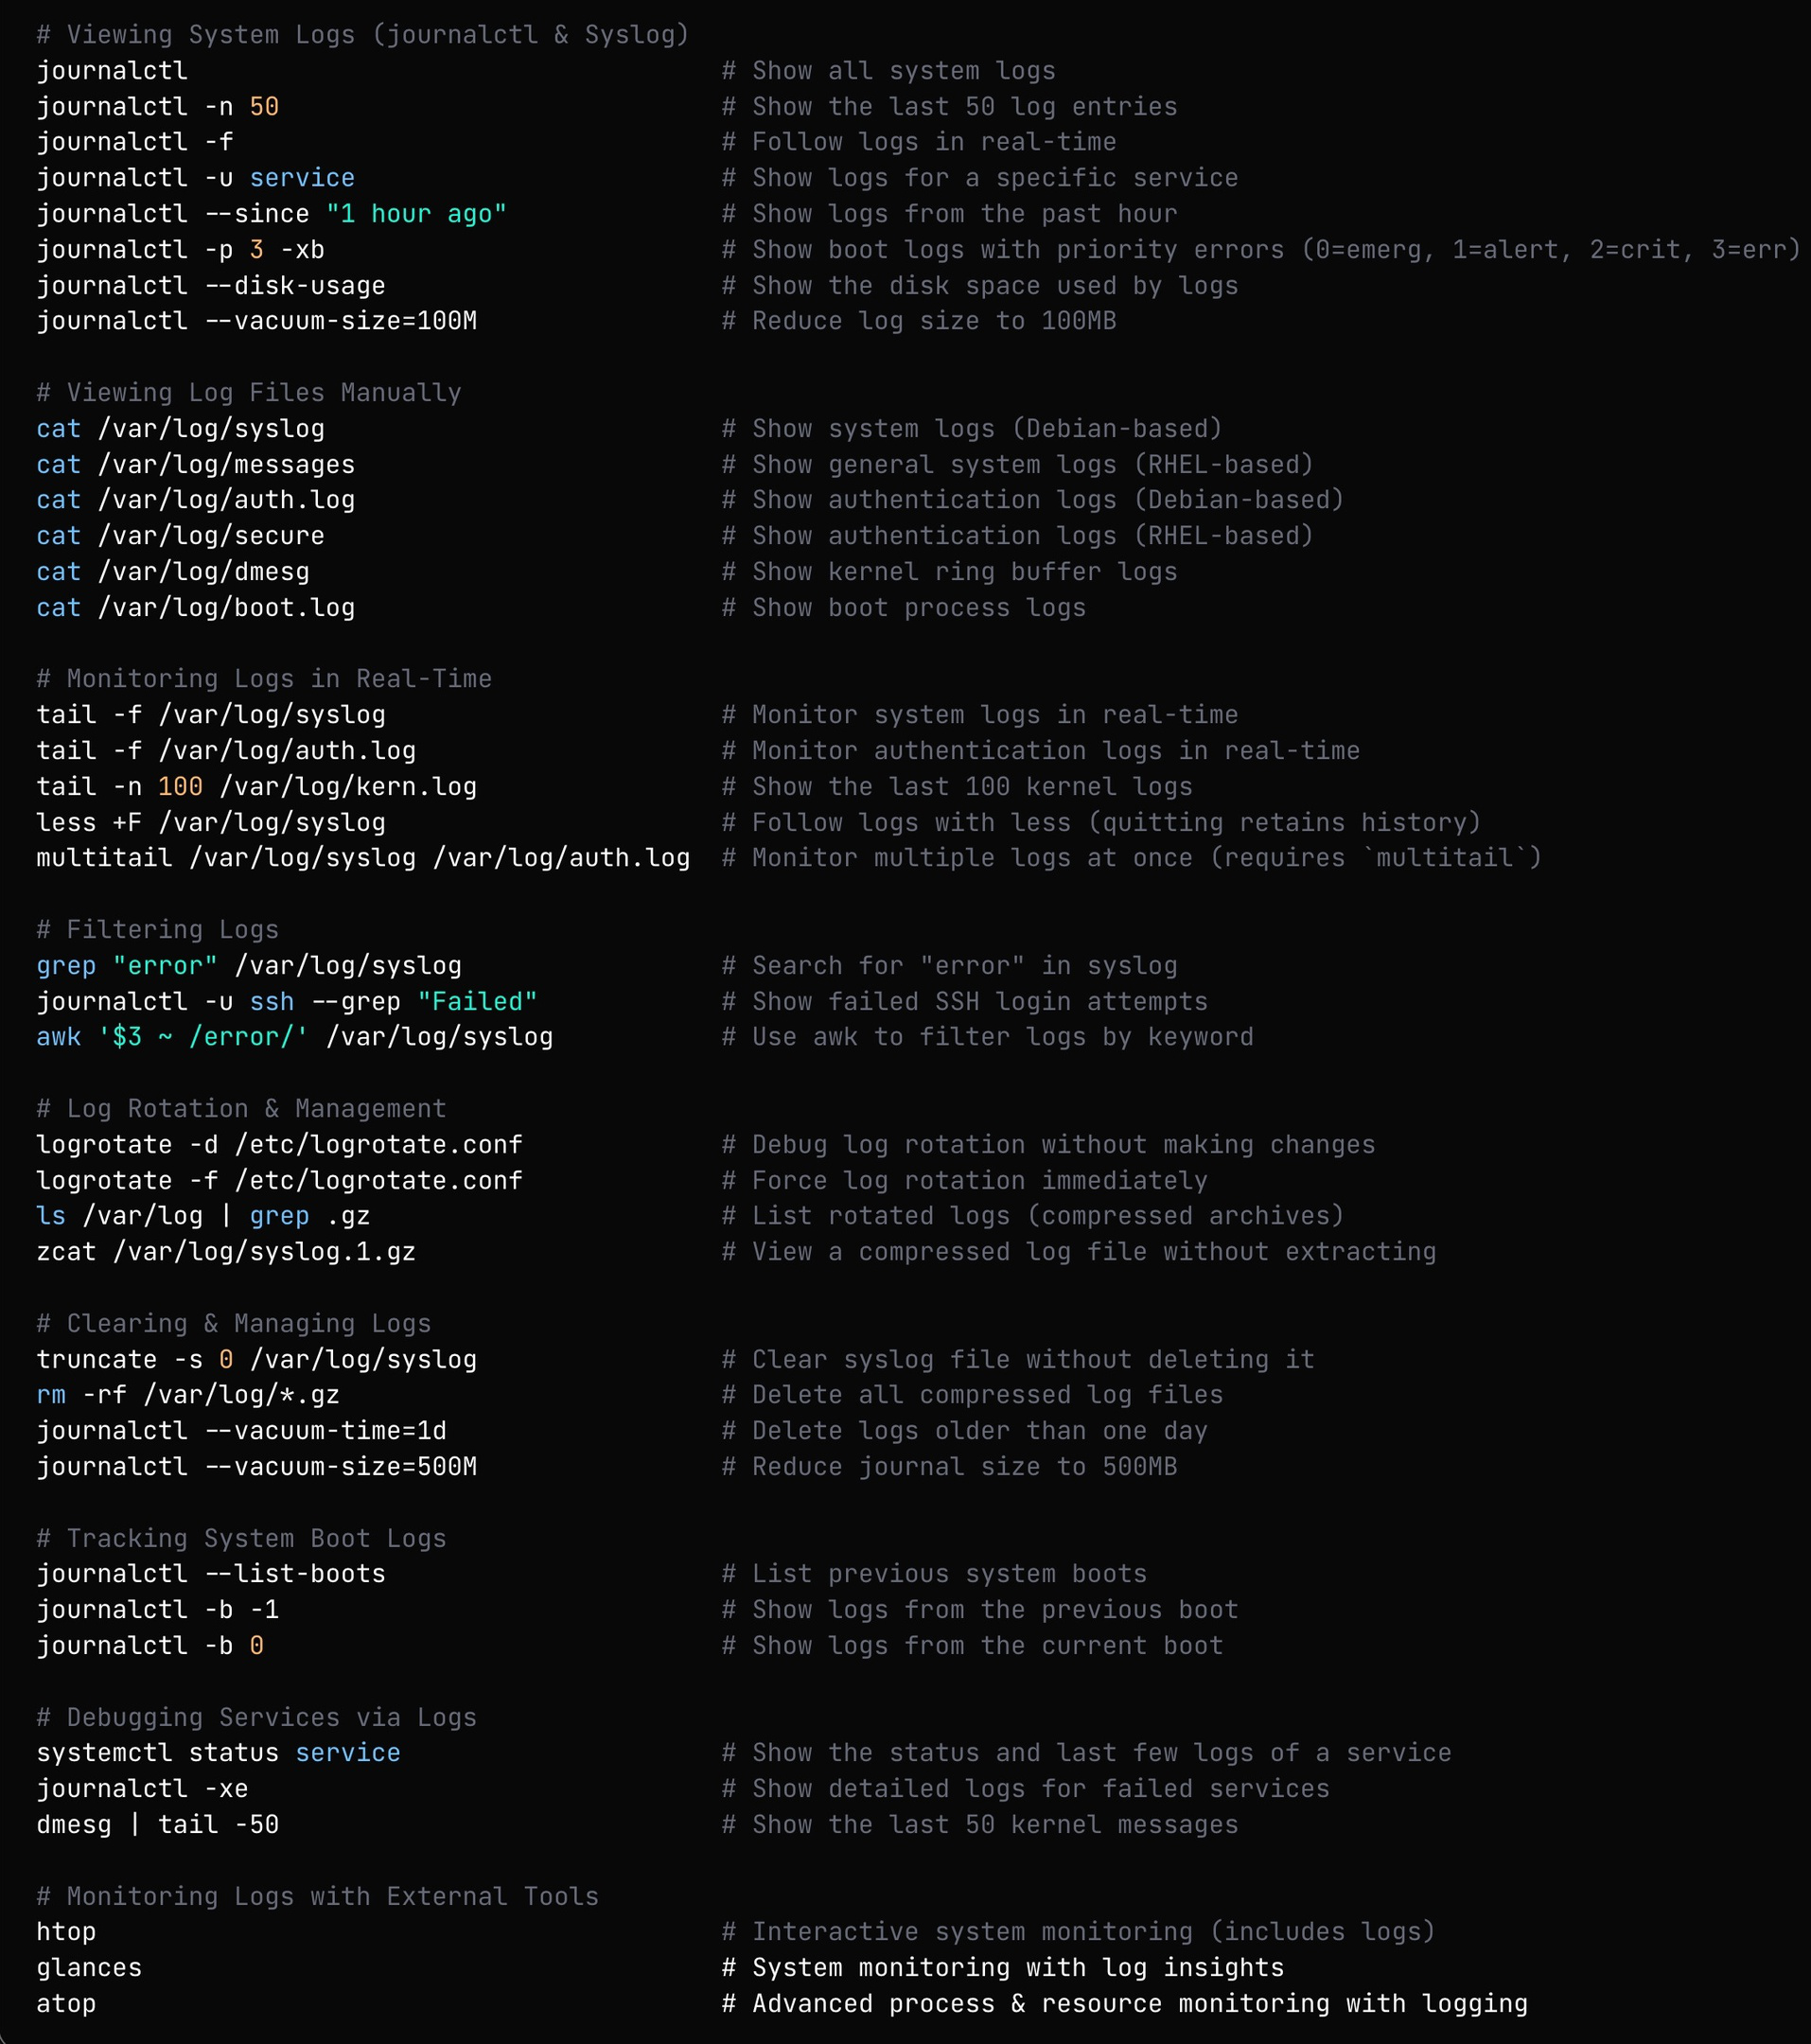 # Viewing System Logs (journalctl & Syslog)
journalctl                                   # Show all system logs
journalctl -n 50                             # Show the last 50 log entries
journalctl -f                                # Follow logs in real-time
journalctl -u service                        # Show logs for a specific service
journalctl --since "1 hour ago"              # Show logs from the past hour
journalctl -p 3 -xb                          # Show boot logs with priority errors (0=emerg, 1=alert, 2=crit, 3=err)
journalctl --disk-usage                      # Show the disk space used by logs
journalctl --vacuum-size=100M                # Reduce log size to 100MB

# Viewing Log Files Manually
cat /var/log/syslog                          # Show system logs (Debian-based)
cat /var/log/messages                        # Show general system logs (RHEL-based)
cat /var/log/auth.log                        # Show authentication logs (Debian-based)
cat /var/log/secure                          # Show authentication logs (RHEL-based)
cat /var/log/dmesg                           # Show kernel ring buffer logs
cat /var/log/boot.log                        # Show boot process logs

# Monitoring Logs in Real-Time
tail -f /var/log/syslog                      # Monitor system logs in real-time
tail -f /var/log/auth.log                    # Monitor authentication logs in real-time
tail -n 100 /var/log/kern.log                # Show the last 100 kernel logs
less +F /var/log/syslog                      # Follow logs with less (quitting retains history)
multitail /var/log/syslog /var/log/auth.log  # Monitor multiple logs at once (requires `multitail`)

# Filtering Logs
grep "error" /var/log/syslog                 # Search for "error" in syslog
journalctl -u ssh --grep "Failed"            # Show failed SSH login attempts
awk '$3 ~ /error/' /var/log/syslog           # Use awk to filter logs by keyword

# Log Rotation & Management
logrotate -d /etc/logrotate.conf             # Debug log rotation without making changes
logrotate -f /etc/logrotate.conf             # Force log rotation immediately
ls /var/log | grep .gz                       # List rotated logs (compressed archives)
zcat /var/log/syslog.1.gz                    # View a compressed log file without extracting

# Clearing & Managing Logs
truncate -s 0 /var/log/syslog                # Clear syslog file without deleting it
rm -rf /var/log/*.gz                         # Delete all compressed log files
journalctl --vacuum-time=1d                  # Delete logs older than one day
journalctl --vacuum-size=500M                # Reduce journal size to 500MB

# Tracking System Boot Logs
journalctl --list-boots                      # List previous system boots
journalctl -b -1                             # Show logs from the previous boot
journalctl -b 0                              # Show logs from the current boot

# Debugging Services via Logs
systemctl status service                     # Show the status and last few logs of a service
journalctl -xe                               # Show detailed logs for failed services
dmesg | tail -50                             # Show the last 50 kernel messages

# Monitoring Logs with External Tools
htop                                         # Interactive system monitoring (includes logs)
glances                                      # System monitoring with log insights
atop                                         # Advanced process & resource monitoring with logging